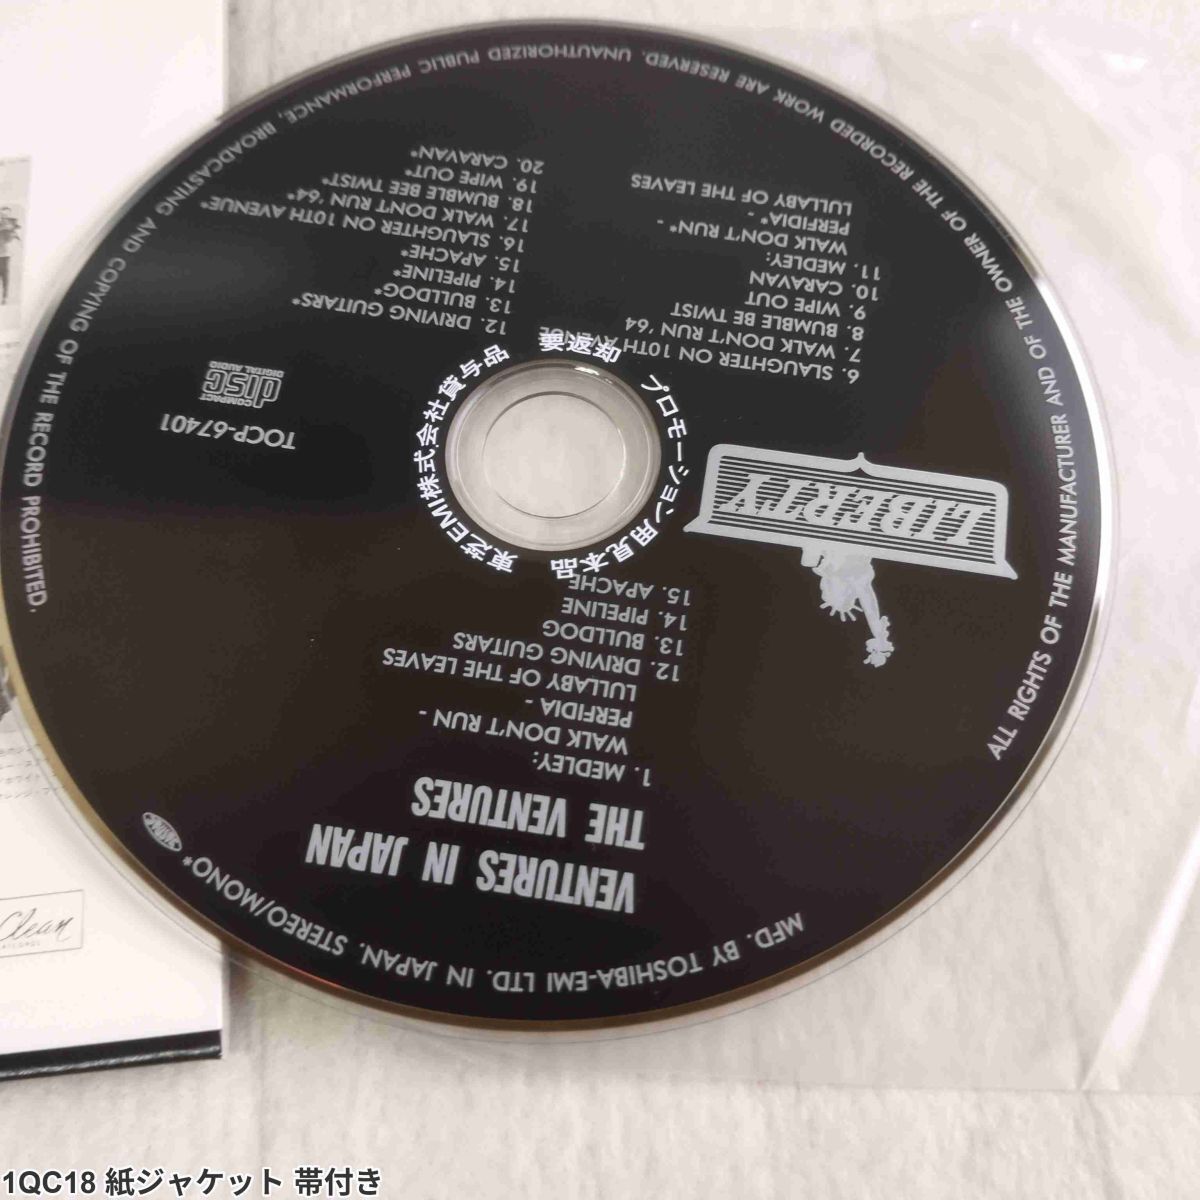 VENTURES IN JAPAN
THE VENTURES
1. MEDLEY:
WALK DON'T RUN -
PERFIDIA -
LULLABY OF THE LEAVES
12. DRIVING GUITARS
13. BULLDOG
14. PIPELINE
15. APACHE
LIBERTY
6. SLAUGHTER ON 10TH AVENUE
7. WALK DON'T RUN '64
8. BUMBLE BE TWIST
9. WIPE OUT
10. CARAVAN
11. MEDLEY:
WALK DON'T RUN* -
PERFIDIA* -
LULLABY OF THE LEAVES
12. DRIVING GUITARS*
13. BULLDOG*
14. PIPELINE*
15. APACHE*
16. SLAUGHTER ON 10TH AVENUE*
17. WALK DON'T RUN '64*
18. BUMBLE BEE TWIST*
19. WIPE OUT*
20. CARAVAN*
TOCP-67401
COMPACT
disc
DIGITAL AUDIO
東芝EMI株式会社貸与品 要返却 プロモーション用見本品
MFD. BY TOSHIBA-EMI LTD. IN JAPAN. STEREO/MONO*
ALL RIGHTS OF THE MANUFACTURER AND OF THE OWNER OF THE RECORDED WORK ARE RESERVED. UNAUTHORIZED PUBLIC PERFORMANCE, BROADCASTING AND COPYING OF THE RECORD PROHIBITED.
Clean
1QC18 紙ジャケット 帯付き